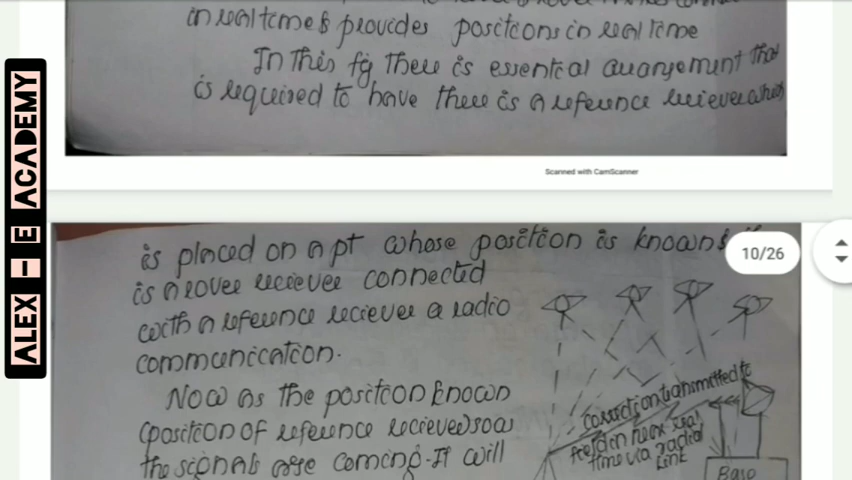 in real time & provides positions in real time
In this fig there is essential arrangement that
is required to have there is a reference reciever which
Scanned with CamScanner
is placed on a pt whose position is known &
10/26
is a rover reciever connected
with a reference reciever a radio
communication.
Now as the position known
(position of reference reciever) so as
the signals are coming. It will
correction transmitted to
field in near real
time via radio
Link
Base
ALEX - E ACADEMY